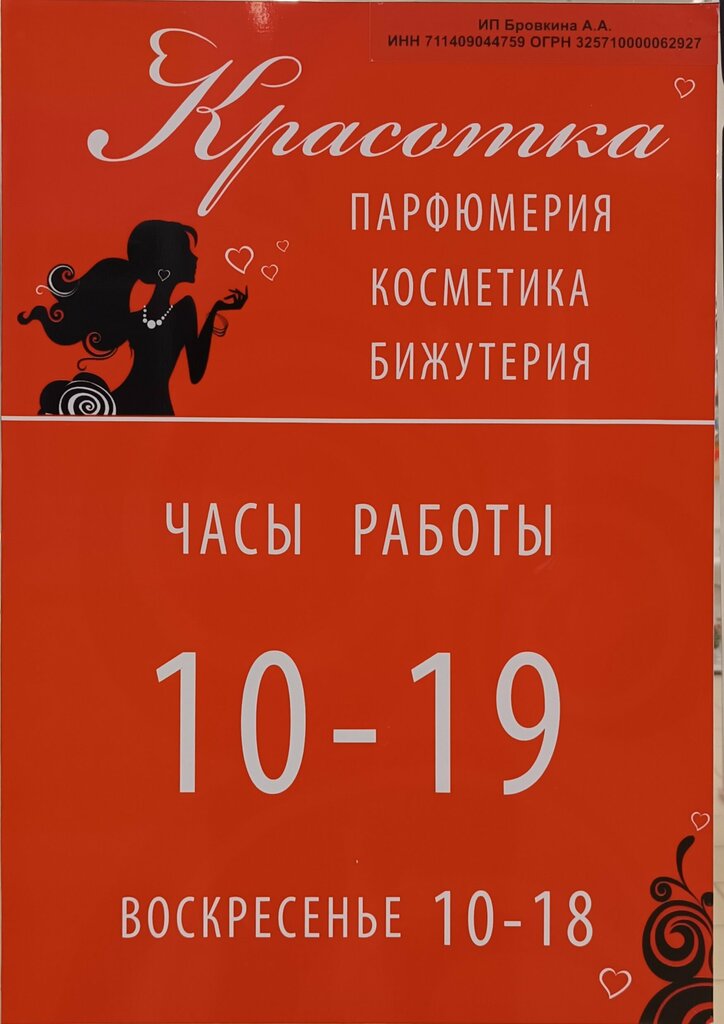 ИП Бровкина А.А.
ИНН 711409044759 ОГРН 325710000062927
Красотка
ПАРФЮМЕРИЯ
КОСМЕТИКА
БИЖУТЕРИЯ
ЧАСЫ РАБОТЫ
10-19
ВОСКРЕСЕНЬЕ 10-18